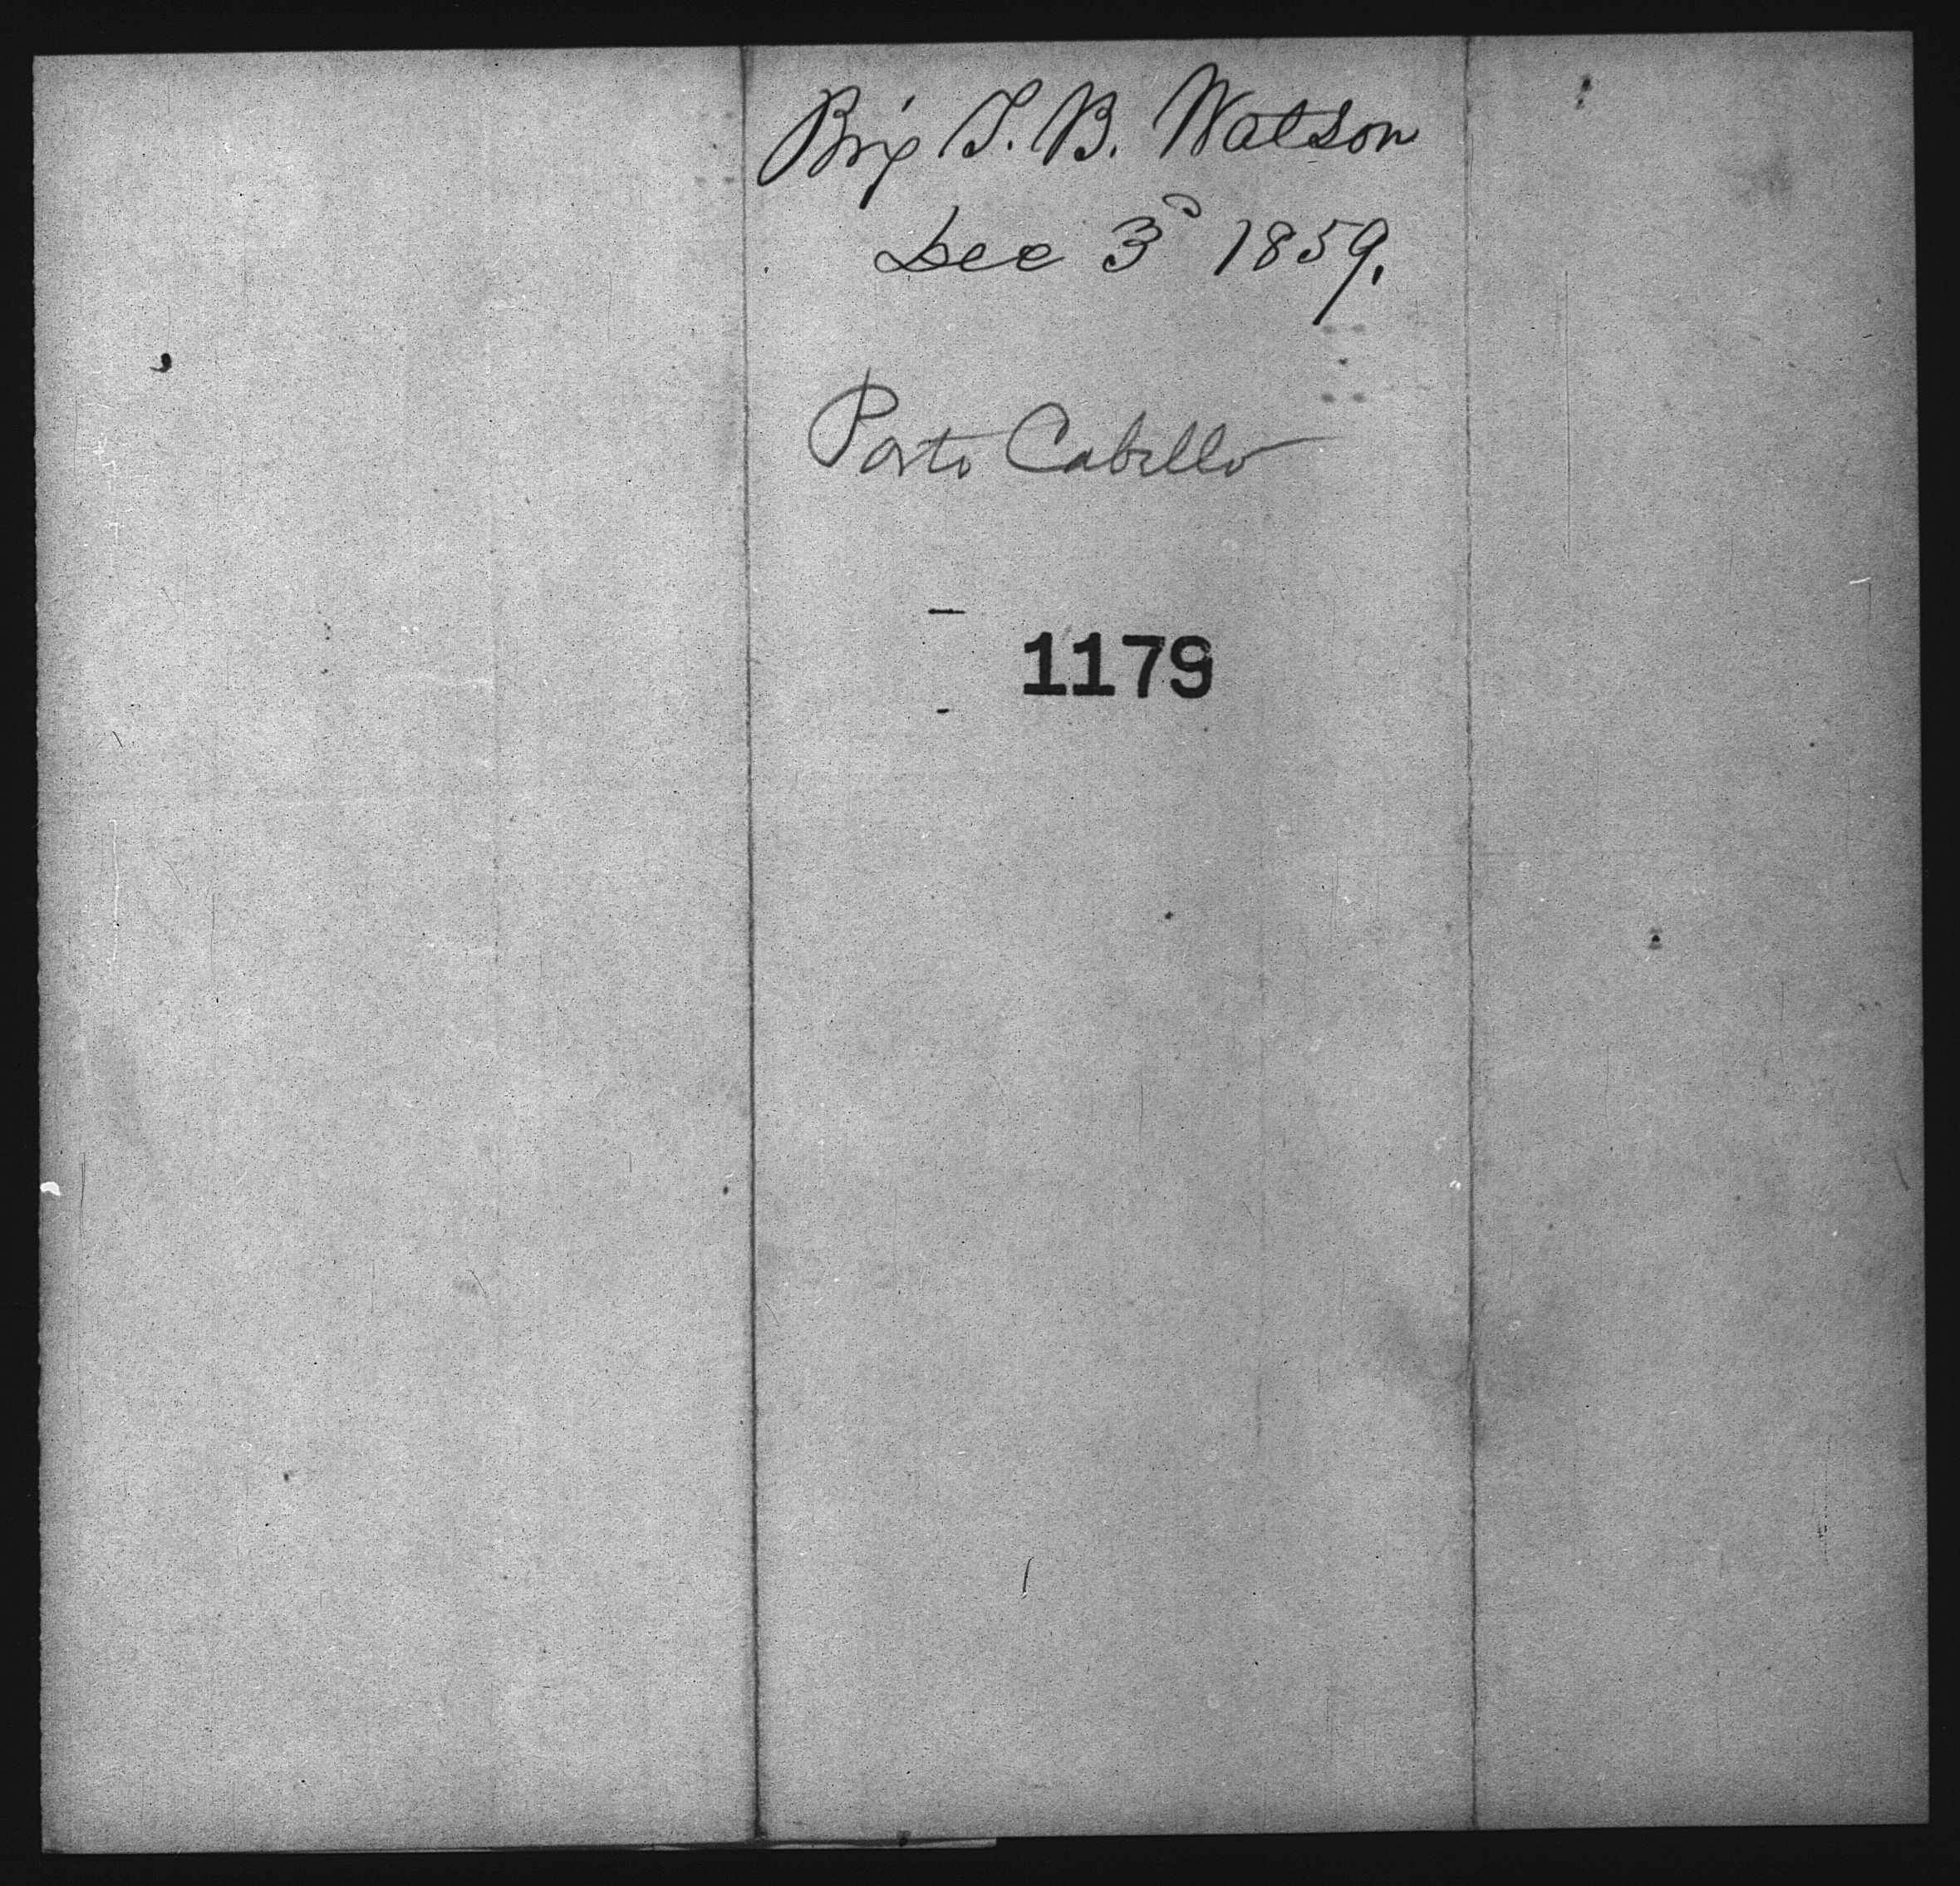 Brig T. B. Watson
Dec 3d 1859.
Porto Cabello
1179